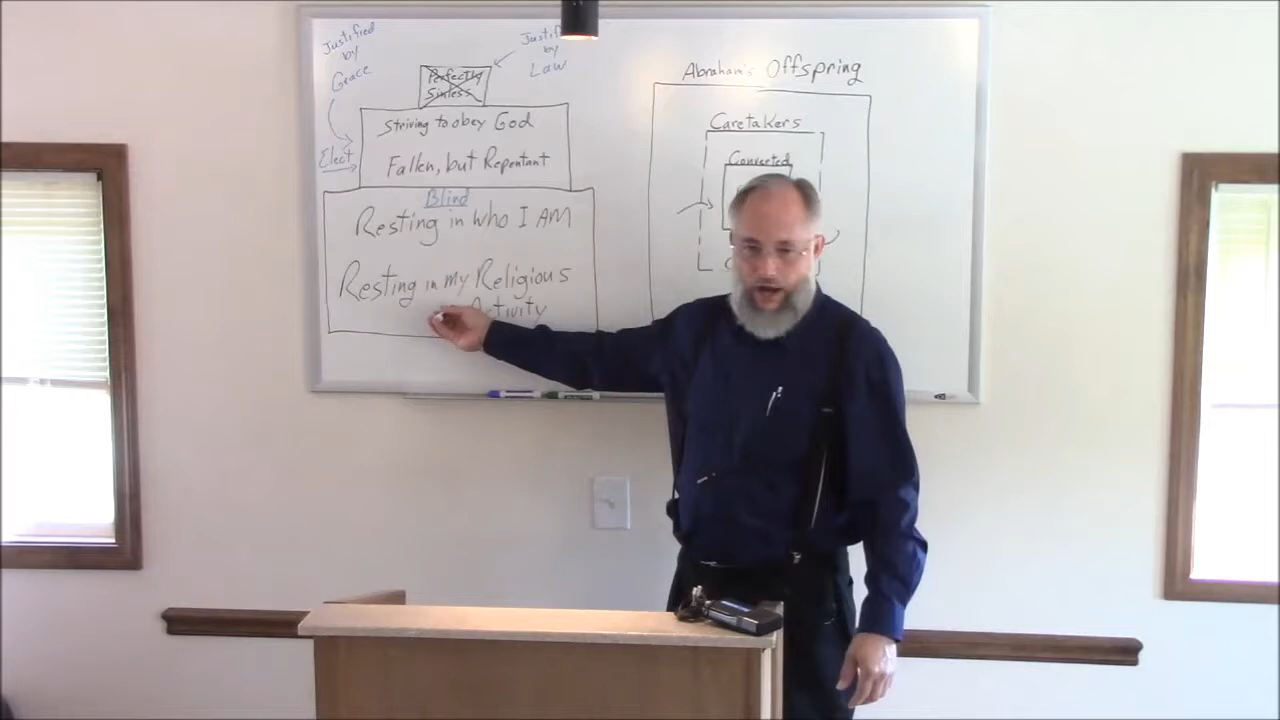 Justified
by
Grace
Elect
Justif
by
Law
Perfectly
Sinless
Striving to obey God
Fallen, but Repentant
Blind
Resting in who I AM
Resting in my Religious
Activity
Abraham's Offspring
Caretakers
Converted